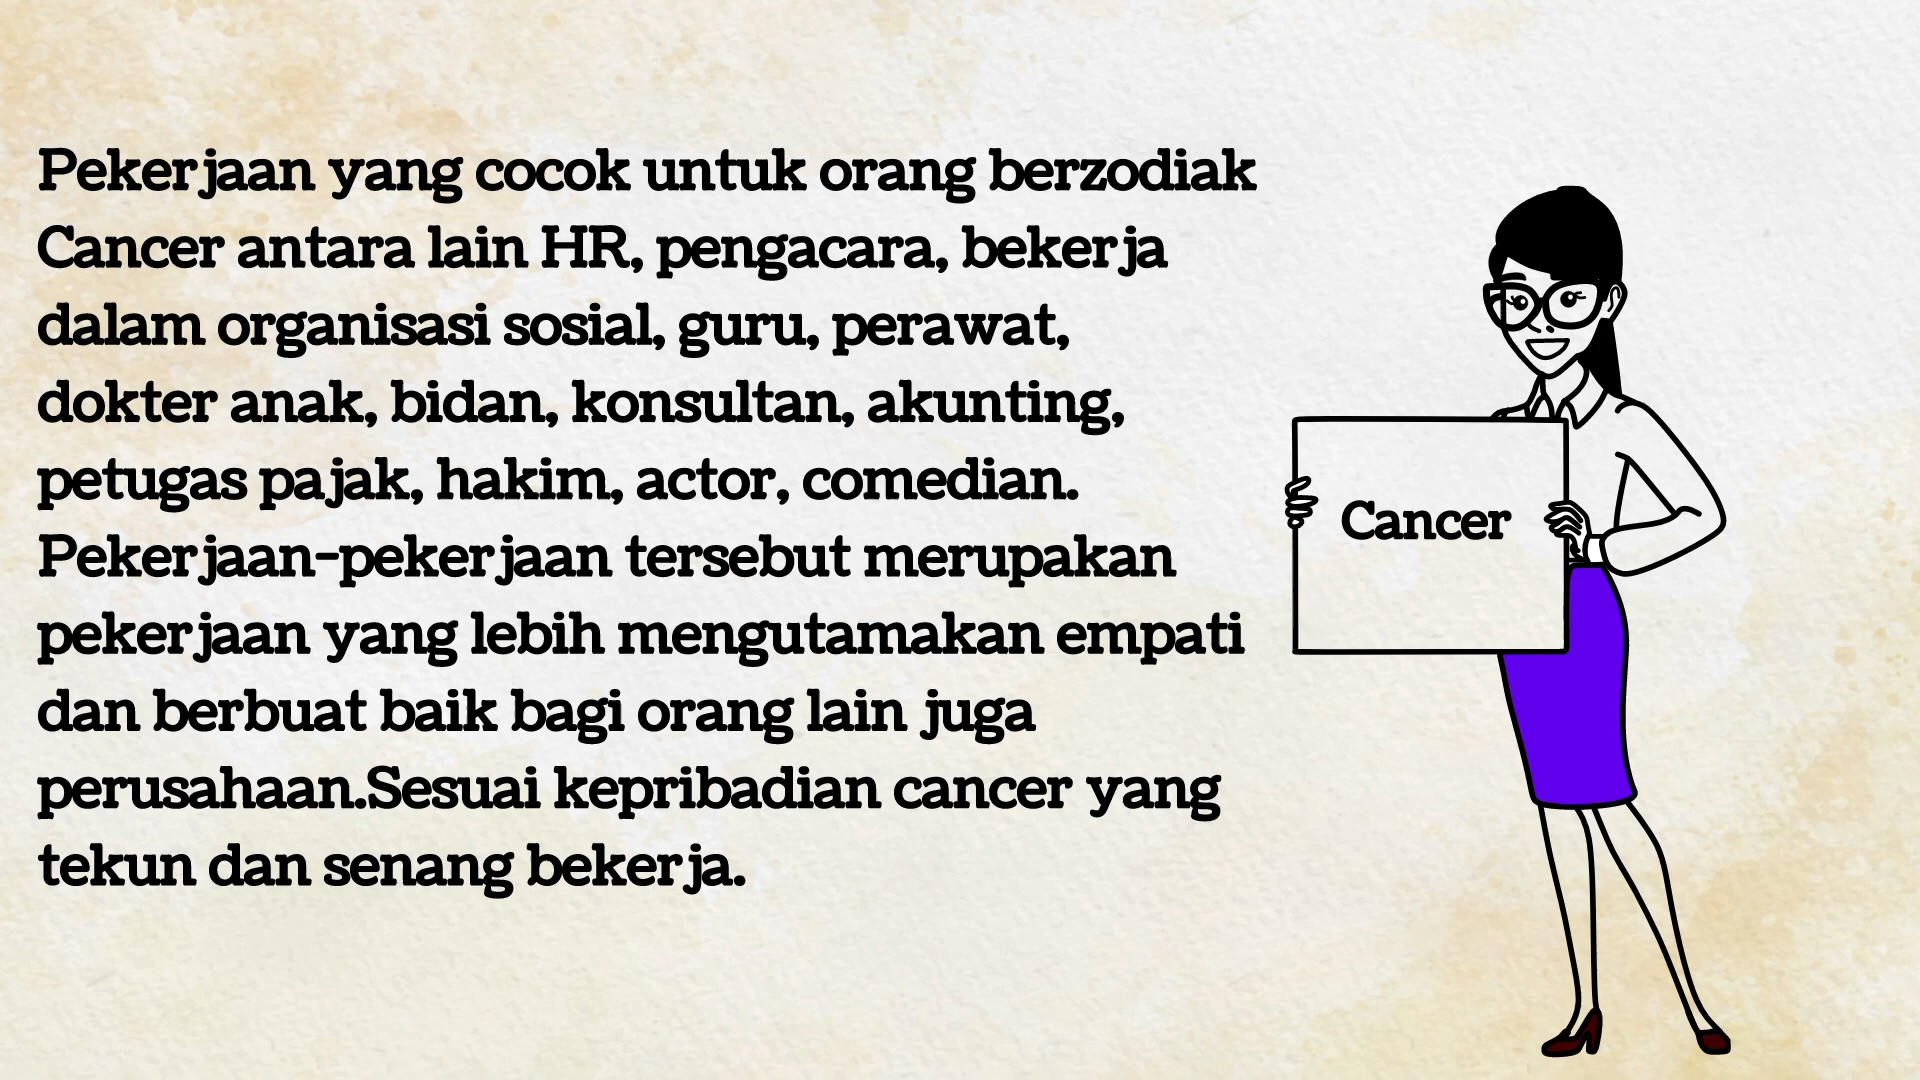 Pekerjaan yang cocok untuk orang berzodiak
Cancer antara lain HR, pengacara, bekerja
dalam organisasi sosial, guru, perawat,
dokter anak, bidan, konsultan, akunting,
petugas pajak, hakim, actor, comedian.
Pekerjaan-pekerjaan tersebut merupakan
pekerjaan yang lebih mengutamakan empati
dan berbuat baik bagi orang lain juga
perusahaan.Sesuai kepribadian cancer yang
tekun dan senang bekerja.
Cancer